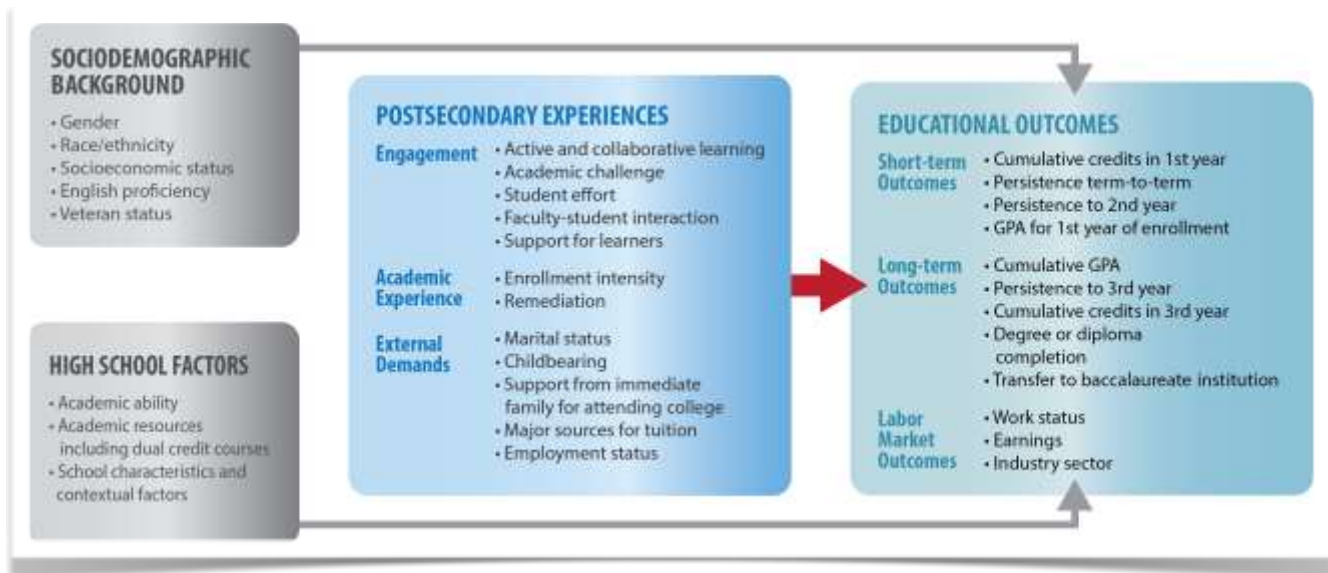 SOCIODEMOGRAPHIC
BACKGROUND
• Gender
• Race/ethnicity
• Socioeconomic status
• English proficiency
• Veteran status
HIGH SCHOOL FACTORS
• Academic ability
• Academic resources
including dual credit courses
• School characteristics and
contextual factors
POSTSECONDARY EXPERIENCES
Engagement
• Active and collaborative learning
• Academic challenge
• Student effort
• Faculty-student interaction
• Support for learners
Academic
Experience
• Enrollment intensity
• Remediation
External
Demands
• Marital status
• Childbearing
• Support from immediate
family for attending college
• Major sources for tuition
• Employment status
EDUCATIONAL OUTCOMES
Short-term
Outcomes
• Cumulative credits in 1st year
• Persistence term-to-term
• Persistence to 2nd year
• GPA for 1st year of enrollment
Long-term
Outcomes
• Cumulative GPA
• Persistence to 3rd year
• Cumulative credits in 3rd year
• Degree or diploma
completion
• Transfer to baccalaureate institution
Labor
Market
Outcomes
• Work status
• Earnings
• Industry sector